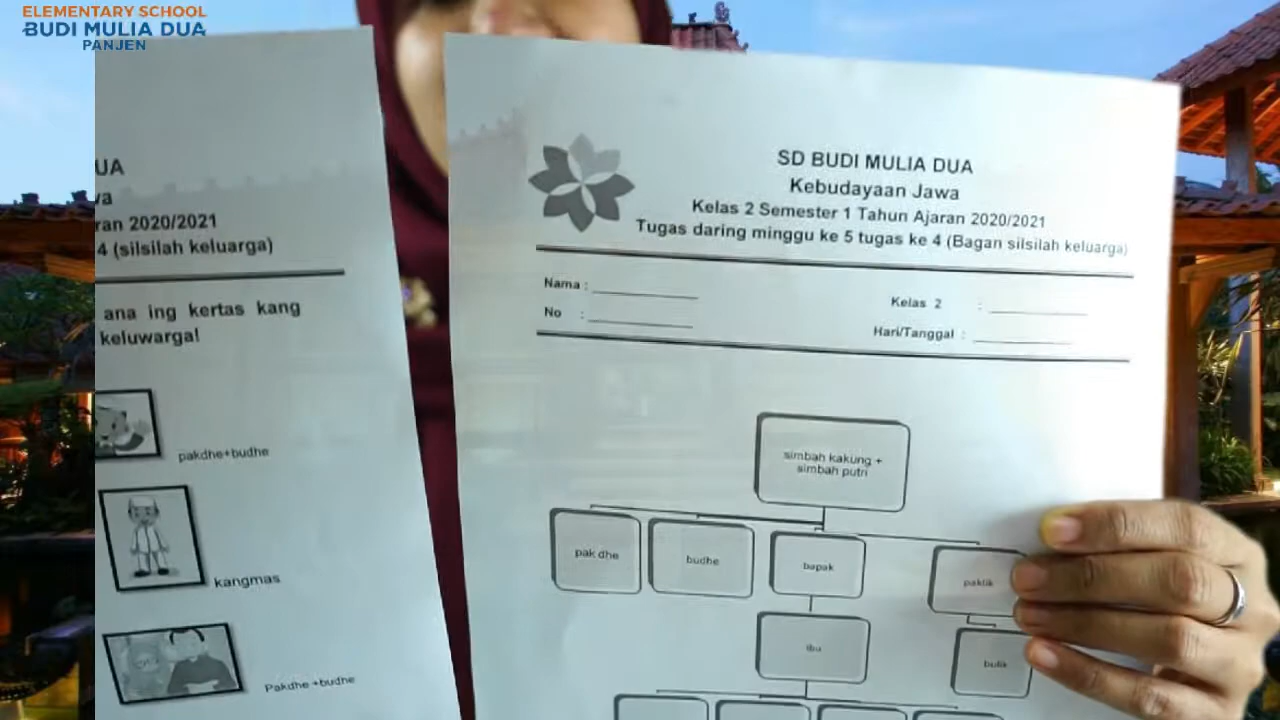 ELEMENTARY SCHOOL
BUDI MULIA DUA
PANJEN
UA
ran 2020/2021
4 (silsilah keluarga)
ana ing kertas kang
keluwarga!
pakdhe+budhe
kangmas
Pakdhe +budhe
SD BUDI MULIA DUA
Kebudayaan Jawa
Kelas 2 Semester 1 Tahun Ajaran 2020/2021
Tugas daring minggu ke 5 tugas ke 4 (Bagan silsilah keluarga)
Nama :
Kelas 2 :
No :
Hari/Tanggal :
simbah kakung +
simbah putri
pak dhe
budhe
bapak
paklik
ibu
bulik